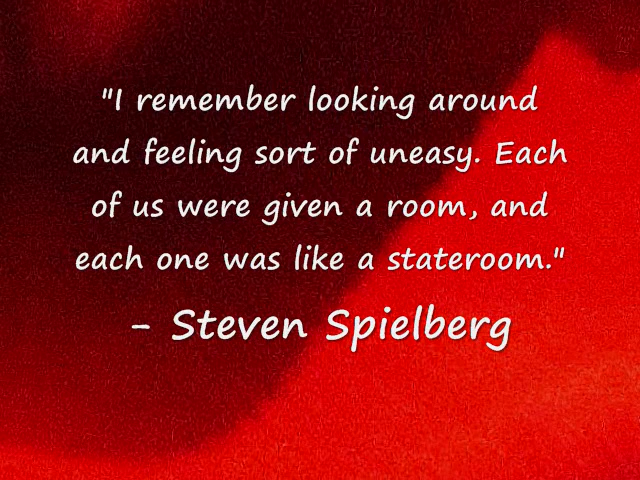 "I remember looking around
and feeling sort of uneasy. Each
of us were given a room, and
each one was like a stateroom."
- Steven Spielberg